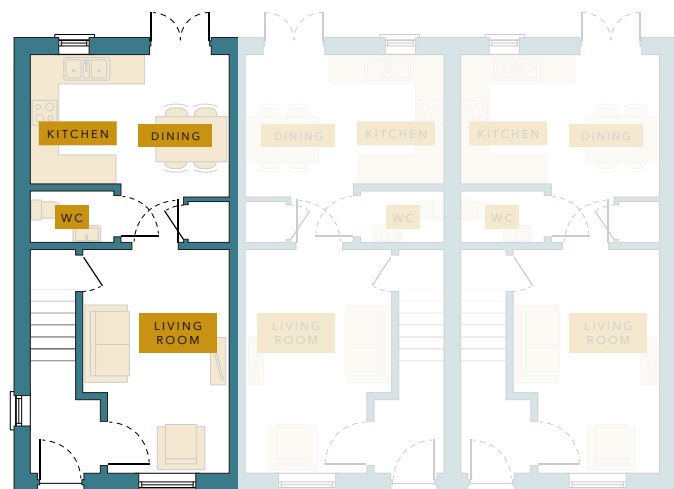 KITCHEN
DINING
DINING
KITCHEN
KITCHEN
DINING
WC
WC
WC
LIVING
ROOM
LIVING
ROOM
LIVING
ROOM